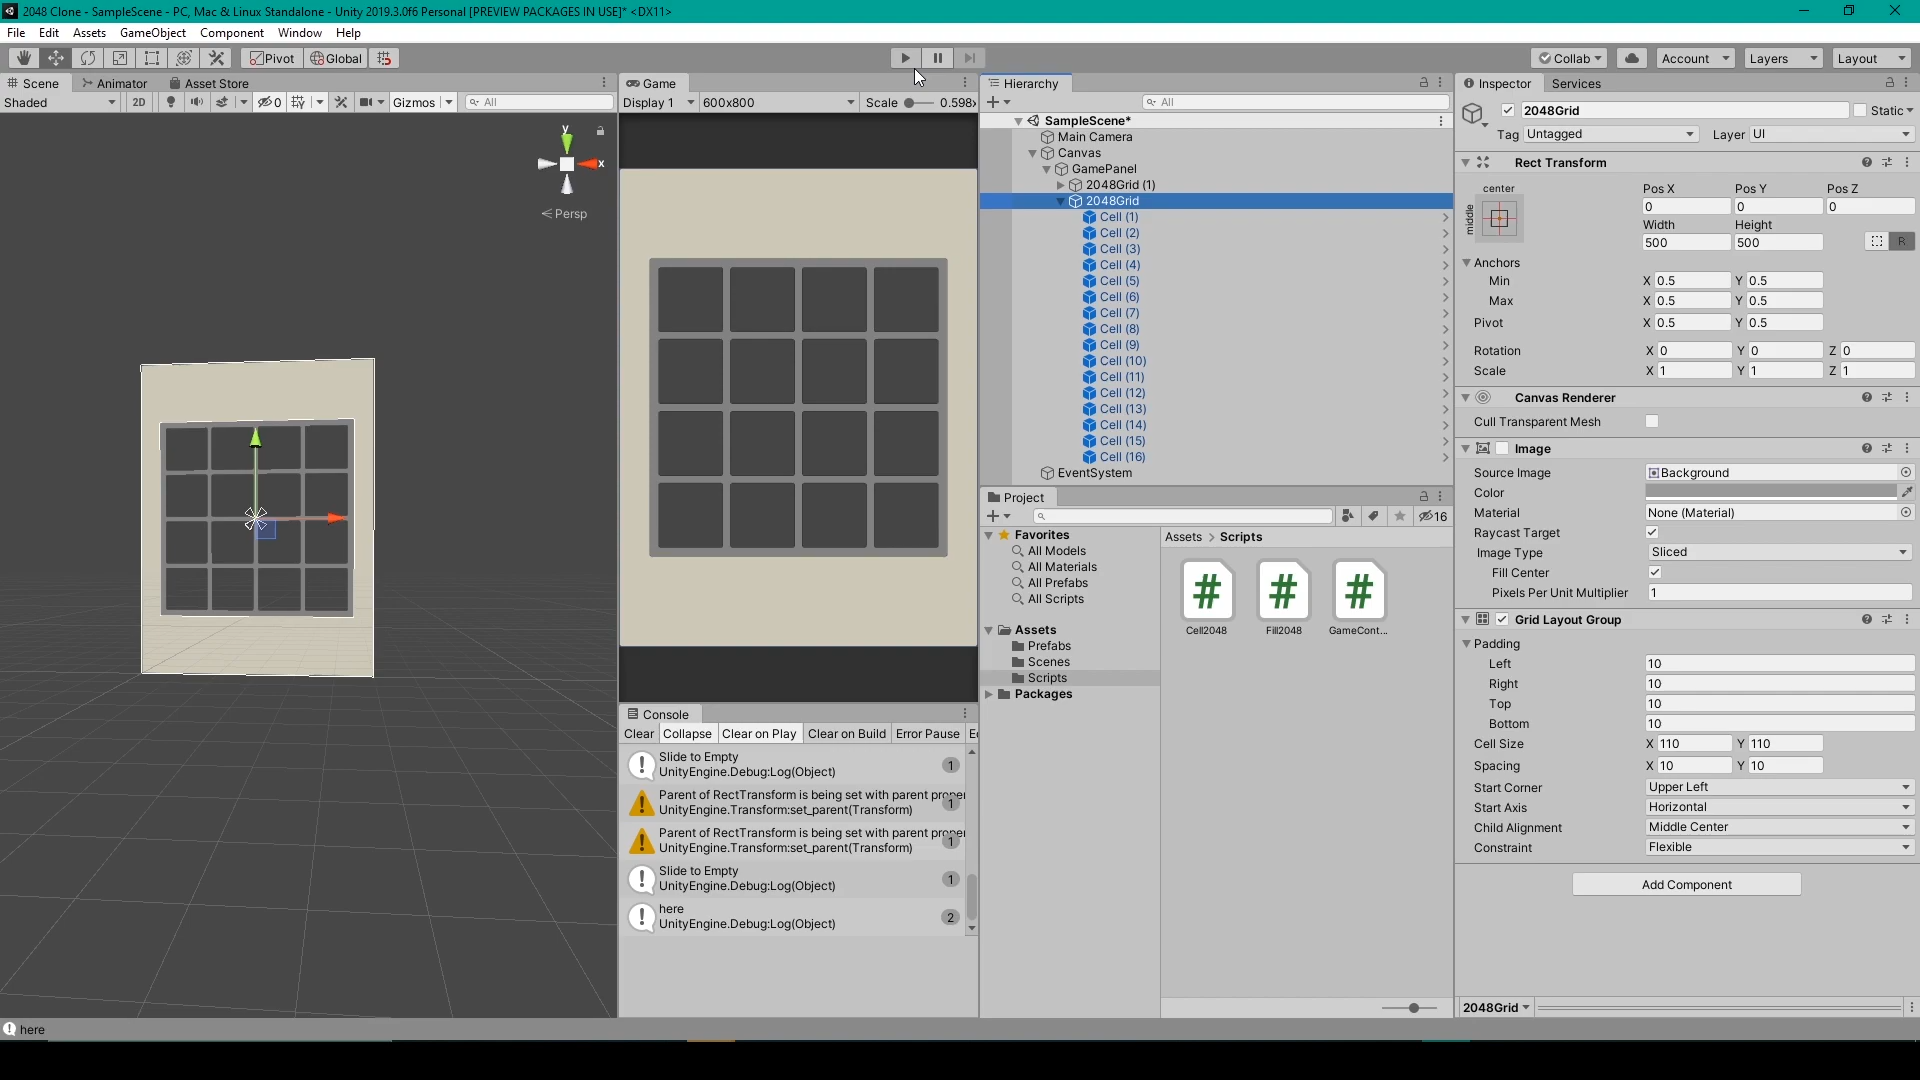 2048 Clone - SampleScene - PC, Mac & Linux Standalone - Unity 2019.3.0f6 Personal [PREVIEW PACKAGES IN USE]* <DX11>
File Edit Assets GameObject Component Window Help
Pivot Global Collab Account Layers Layout
Scene Animator Asset Store
Shaded 2D 0 Gizmos All
y
x
Persp
Game
Display 1 600x800 Scale 0.598x
Console
Clear Collapse Clear on Play Clear on Build Error Pause
Slide to Empty
UnityEngine.Debug:Log(Object) 1
Parent of RectTransform is being set with parent
UnityEngine.Transform:set_parent(Transform) 1
Parent of RectTransform is being set with parent
UnityEngine.Transform:set_parent(Transform) 1
Slide to Empty
UnityEngine.Debug:Log(Object) 1
here
UnityEngine.Debug:Log(Object) 2
Hierarchy
All
SampleScene*
Main Camera
Canvas
GamePanel
2048Grid (1)
2048Grid
Cell (1)
Cell (2)
Cell (3)
Cell (4)
Cell (5)
Cell (6)
Cell (7)
Cell (8)
Cell (9)
Cell (10)
Cell (11)
Cell (12)
Cell (13)
Cell (14)
Cell (15)
Cell (16)
EventSystem
Project
16
Favorites
All Models
All Materials
All Prefabs
All Scripts
Assets
Prefabs
Scenes
Scripts
Packages
Assets > Scripts
# # #
Cell2048 Fill2048 GameCont...
Inspector Services
2048Grid Static
Tag Untagged Layer UI
Rect Transform
center
middle
Pos X Pos Y Pos Z
0 0 0
Width Height
500 500 R
Anchors
Min X 0.5 Y 0.5
Max X 0.5 Y 0.5
Pivot X 0.5 Y 0.5
Rotation X 0 Y 0 Z 0
Scale X 1 Y 1 Z 1
Canvas Renderer
Cull Transparent Mesh
Image
Source Image Background
Color
Material None (Material)
Raycast Target
Image Type Sliced
Fill Center
Pixels Per Unit Multiplier 1
Grid Layout Group
Padding
Left 10
Right 10
Top 10
Bottom 10
Cell Size X 110 Y 110
Spacing X 10 Y 10
Start Corner Upper Left
Start Axis Horizontal
Child Alignment Middle Center
Constraint Flexible
Add Component
2048Grid
here